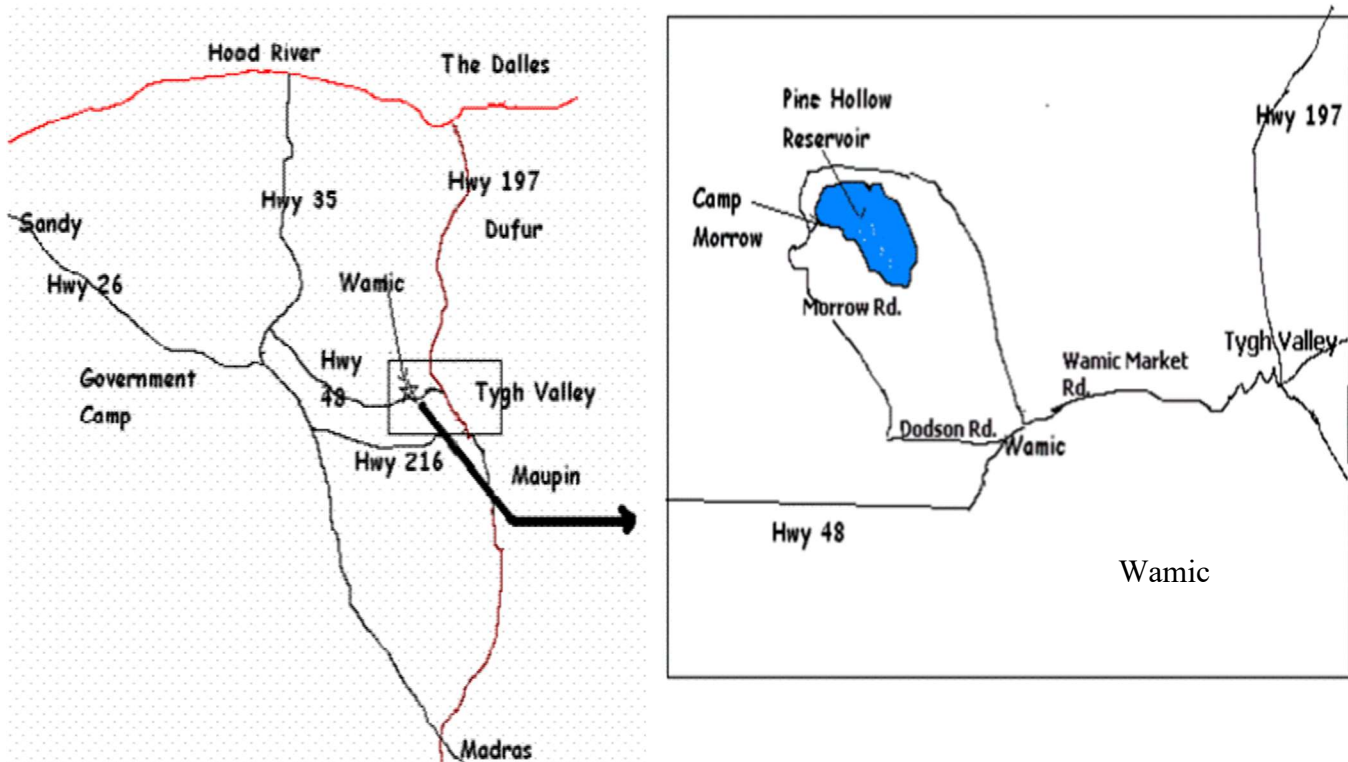 Hood River
The Dalles
Hwy 197
Hwy 35
Sandy
Dufur
Hwy 26
Wamic
Hwy
48
Government
Camp
Tygh Valley
Hwy 216
Maupin
Madras
Pine Hollow
Reservoir
Hwy 197
Camp
Morrow
Morrow Rd.
Tygh Valley
Wamic Market
Rd.
Dodson Rd.
Wamic
Hwy 48
Wamic